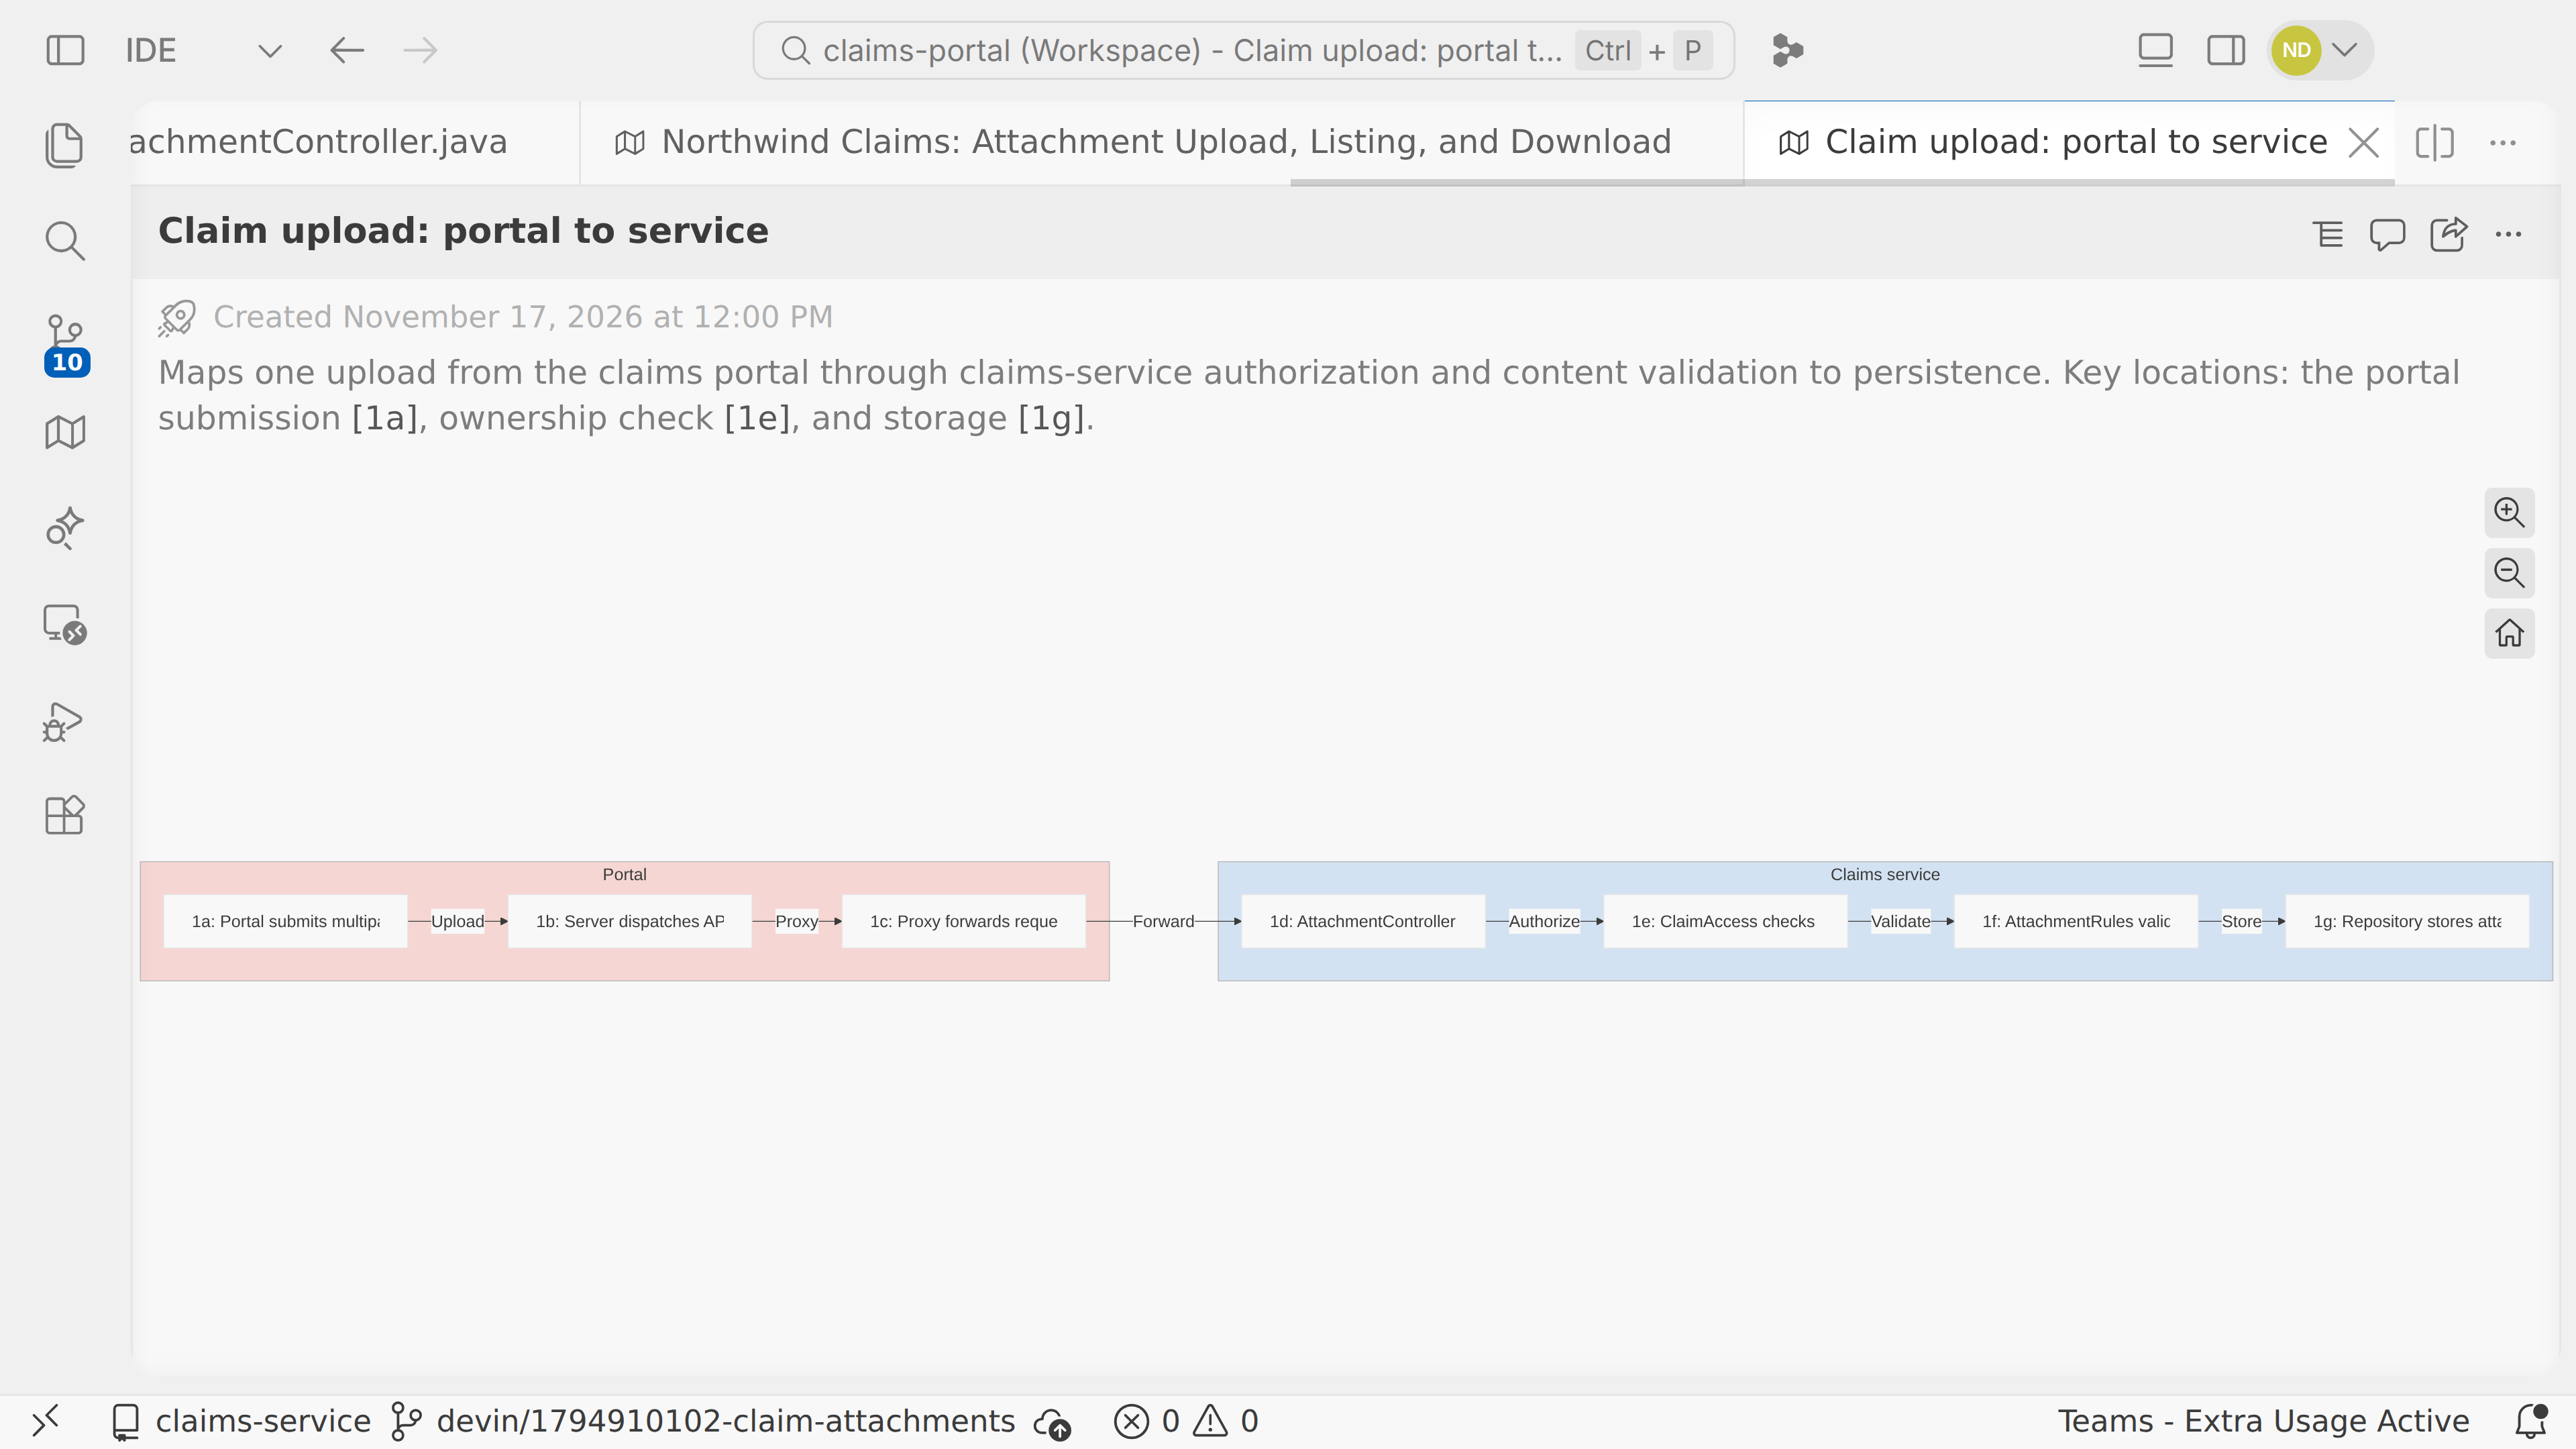 IDE
claims-portal (Workspace) - Claim upload: portal t... Ctrl + P
ND
achmentController.java
Northwind Claims: Attachment Upload, Listing, and Download
Claim upload: portal to service
Claim upload: portal to service
Created November 17, 2026 at 12:00 PM
Maps one upload from the claims portal through claims-service authorization and content validation to persistence. Key locations: the portal
submission [1a], ownership check [1e], and storage [1g].
10
Portal
Claims service
1a: Portal submits multipa
Upload
1b: Server dispatches AP
Proxy
1c: Proxy forwards reque
Forward
1d: AttachmentController
Authorize
1e: ClaimAccess checks
Validate
1f: AttachmentRules valid
Store
1g: Repository stores atta
claims-service
devin/1794910102-claim-attachments
0
0
Teams - Extra Usage Active